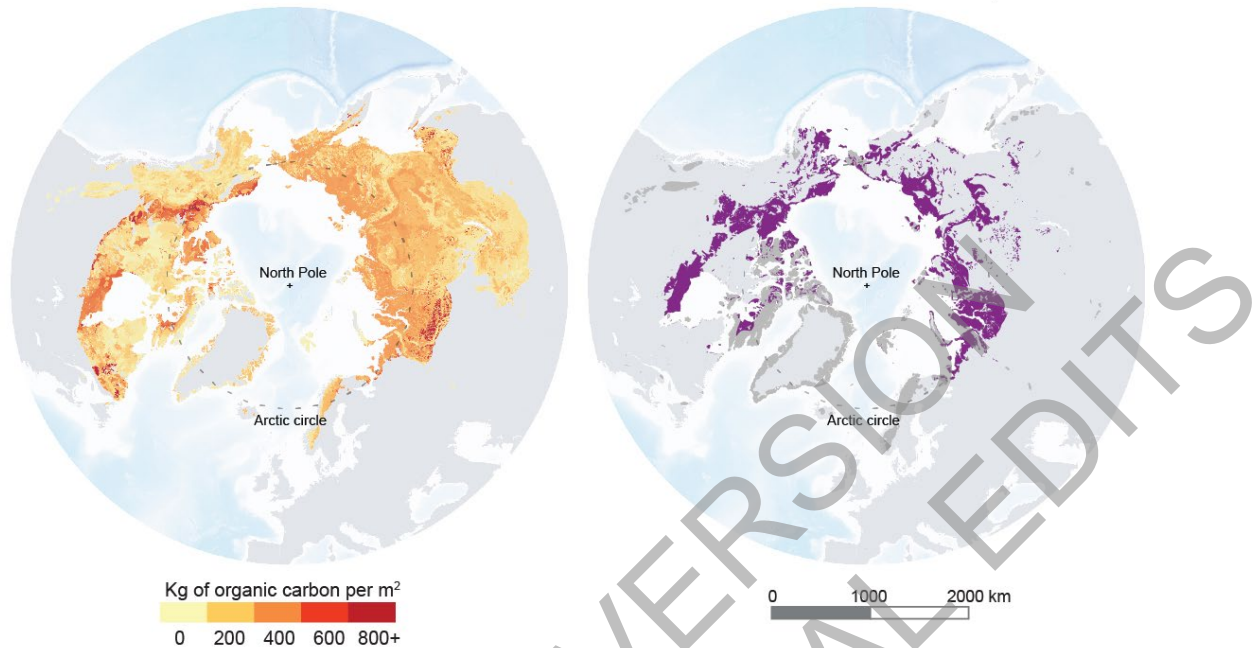 North Pole
+
Arctic circle
Kg of organic carbon per m²
0 200 400 600 800+
North Pole
+
Arctic circle
0 1000 2000 km
VERSION
AL EDITS